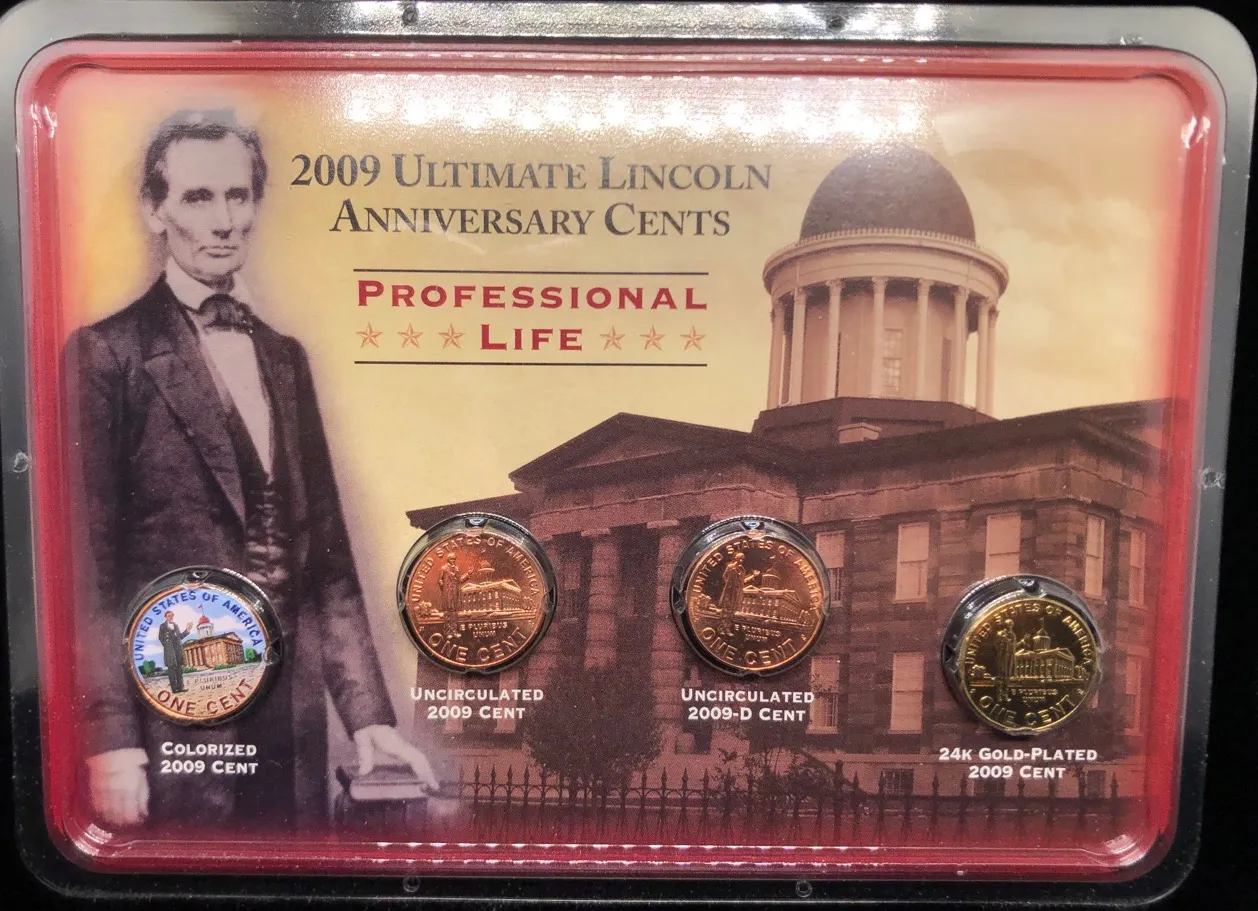 2009 ULTIMATE LINCOLN
ANNIVERSARY CENTS
PROFESSIONAL
LIFE
UNITED STATES OF AMERICA
E PLURIBUS
UNUM
ONE CENT
COLORIZED
2009 CENT
UNITED STATES OF AMERICA
E PLURIBUS
UNUM
ONE CENT
UNCIRCULATED
2009 CENT
UNITED STATES OF AMERICA
E PLURIBUS
UNUM
ONE CENT
UNCIRCULATED
2009-D CENT
UNITED STATES OF AMERICA
E PLURIBUS
UNUM
ONE CENT
24K GOLD-PLATED
2009 CENT